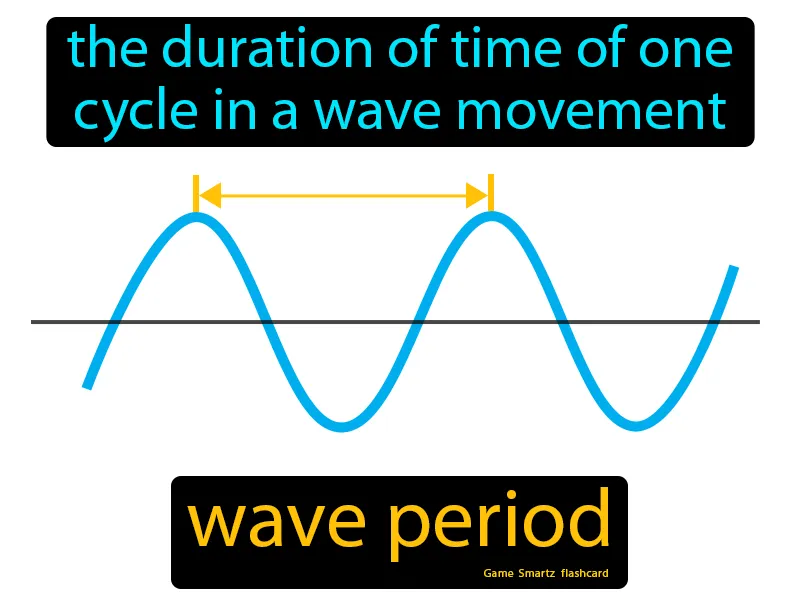 the duration of time of one
cycle in a wave movement
wave period
Game Smartz flashcard